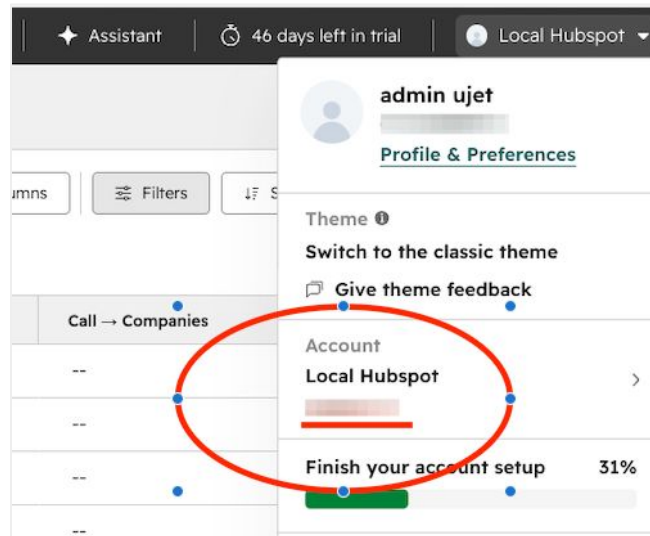 Assistant
46 days left in trial
Local Hubspot
admin ujet
Profile & Preferences
umns
Filters
S
Theme
Switch to the classic theme
Give theme feedback
Call → Companies
Account
--
Local Hubspot
--
--
Finish your account setup 31%
--